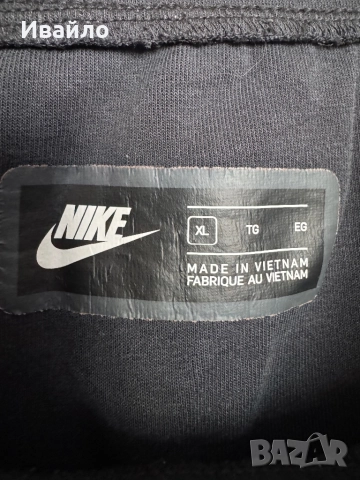 Ивайло
NIKE
XL TG EG
MADE IN VIETNAM
FABRIQUE AU VIETNAM
BAZAR